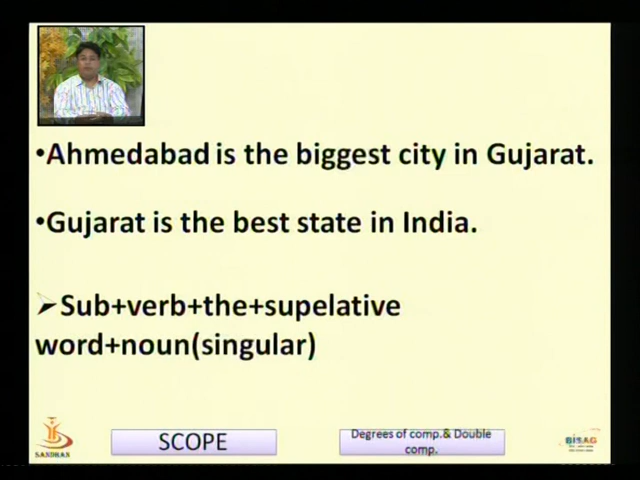 •Ahmedabad is the biggest city in Gujarat.
•Gujarat is the best state in India.
➢Sub+verb+the+supelative
word+noun(singular)
SANDHAN
SCOPE
Degrees of comp.& Double
comp.
BISAG